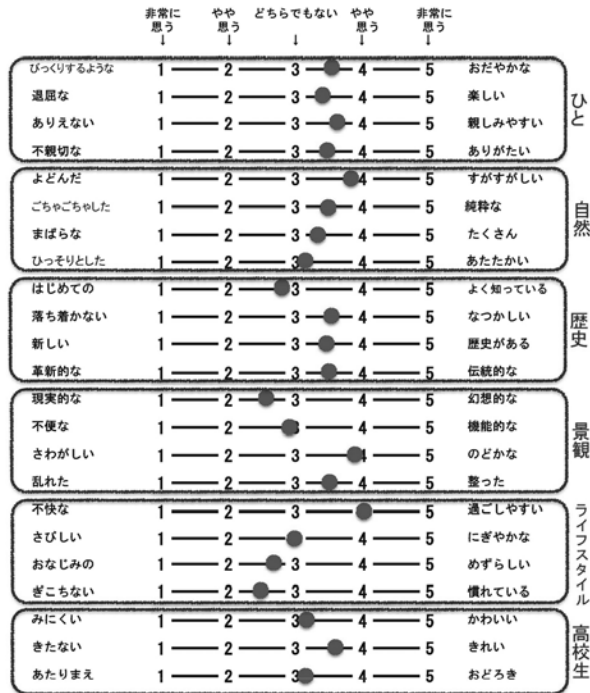 非常に 思う やや 思う どちらでもない やや 思う 非常に 思う
↓ ↓ ↓ ↓ ↓
びっくりするような 1 2 3 4 5 おだやかな
退屈な 1 2 3 4 5 楽しい
ありえない 1 2 3 4 5 親しみやすい
不親切な 1 2 3 4 5 ありがたい
ひと
よどんだ 1 2 3 4 5 すがすがしい
ごちゃごちゃした 1 2 3 4 5 純粋な
まばらな 1 2 3 4 5 たくさん
ひっそりとした 1 2 3 4 5 あたたかい
自然
はじめての 1 2 3 4 5 よく知っている
落ち着かない 1 2 3 4 5 なつかしい
新しい 1 2 3 4 5 歴史がある
革新的な 1 2 3 4 5 伝統的な
歴史
現実的な 1 2 3 4 5 幻想的な
不便な 1 2 3 4 5 機能的な
さわがしい 1 2 3 4 5 のどかな
乱れた 1 2 3 4 5 整った
景観
不快な 1 2 3 4 5 過ごしやすい
さびしい 1 2 3 4 5 にぎやかな
おなじみの 1 2 3 4 5 めずらしい
ぎこちない 1 2 3 4 5 慣れている
ライフスタイル
みにくい 1 2 3 4 5 かわいい
きたない 1 2 3 4 5 きれい
あたりまえ 1 2 3 4 5 おどろき
高校生